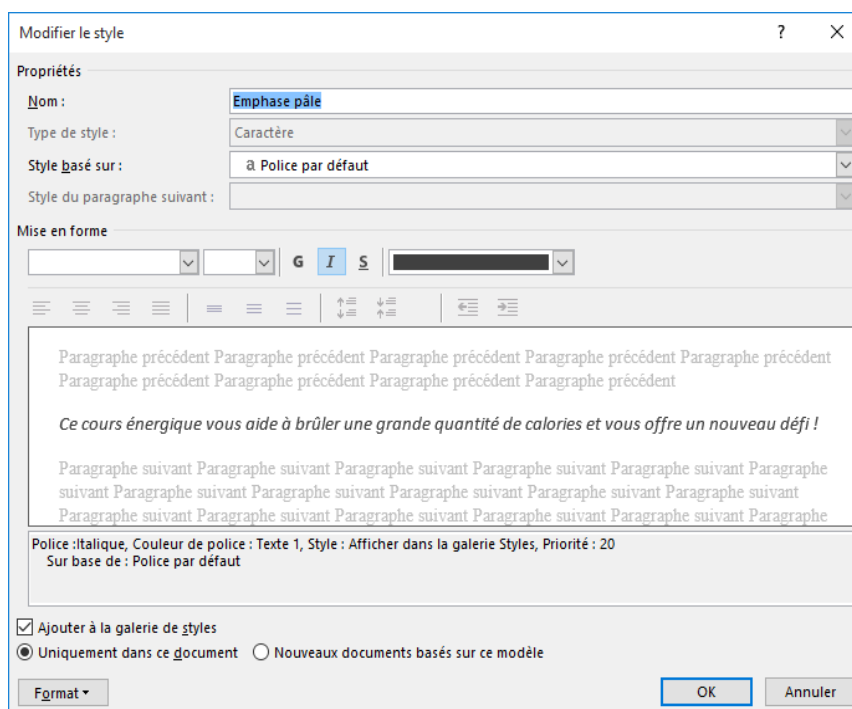 Modifier le style
?
Propriétés
Nom :
Emphase pâle
Type de style :
Caractère
Style basé sur :
a Police par défaut
Style du paragraphe suivant :
Mise en forme
G I S
Paragraphe précédent Paragraphe précédent Paragraphe précédent Paragraphe précédent Paragraphe précédent
Paragraphe précédent Paragraphe précédent Paragraphe précédent Paragraphe précédent
Ce cours énergique vous aide à brûler une grande quantité de calories et vous offre un nouveau défi !
Paragraphe suivant Paragraphe suivant Paragraphe suivant Paragraphe suivant Paragraphe suivant Paragraphe
suivant Paragraphe suivant Paragraphe suivant Paragraphe suivant Paragraphe suivant
Paragraphe suivant Paragraphe suivant Paragraphe suivant Paragraphe suivant Paragraphe suivant Paragraphe
Police :Italique, Couleur de police : Texte 1, Style : Afficher dans la galerie Styles, Priorité : 20
Sur base de : Police par défaut
Ajouter à la galerie de styles
Uniquement dans ce document Nouveaux documents basés sur ce modèle
Format
OK
Annuler